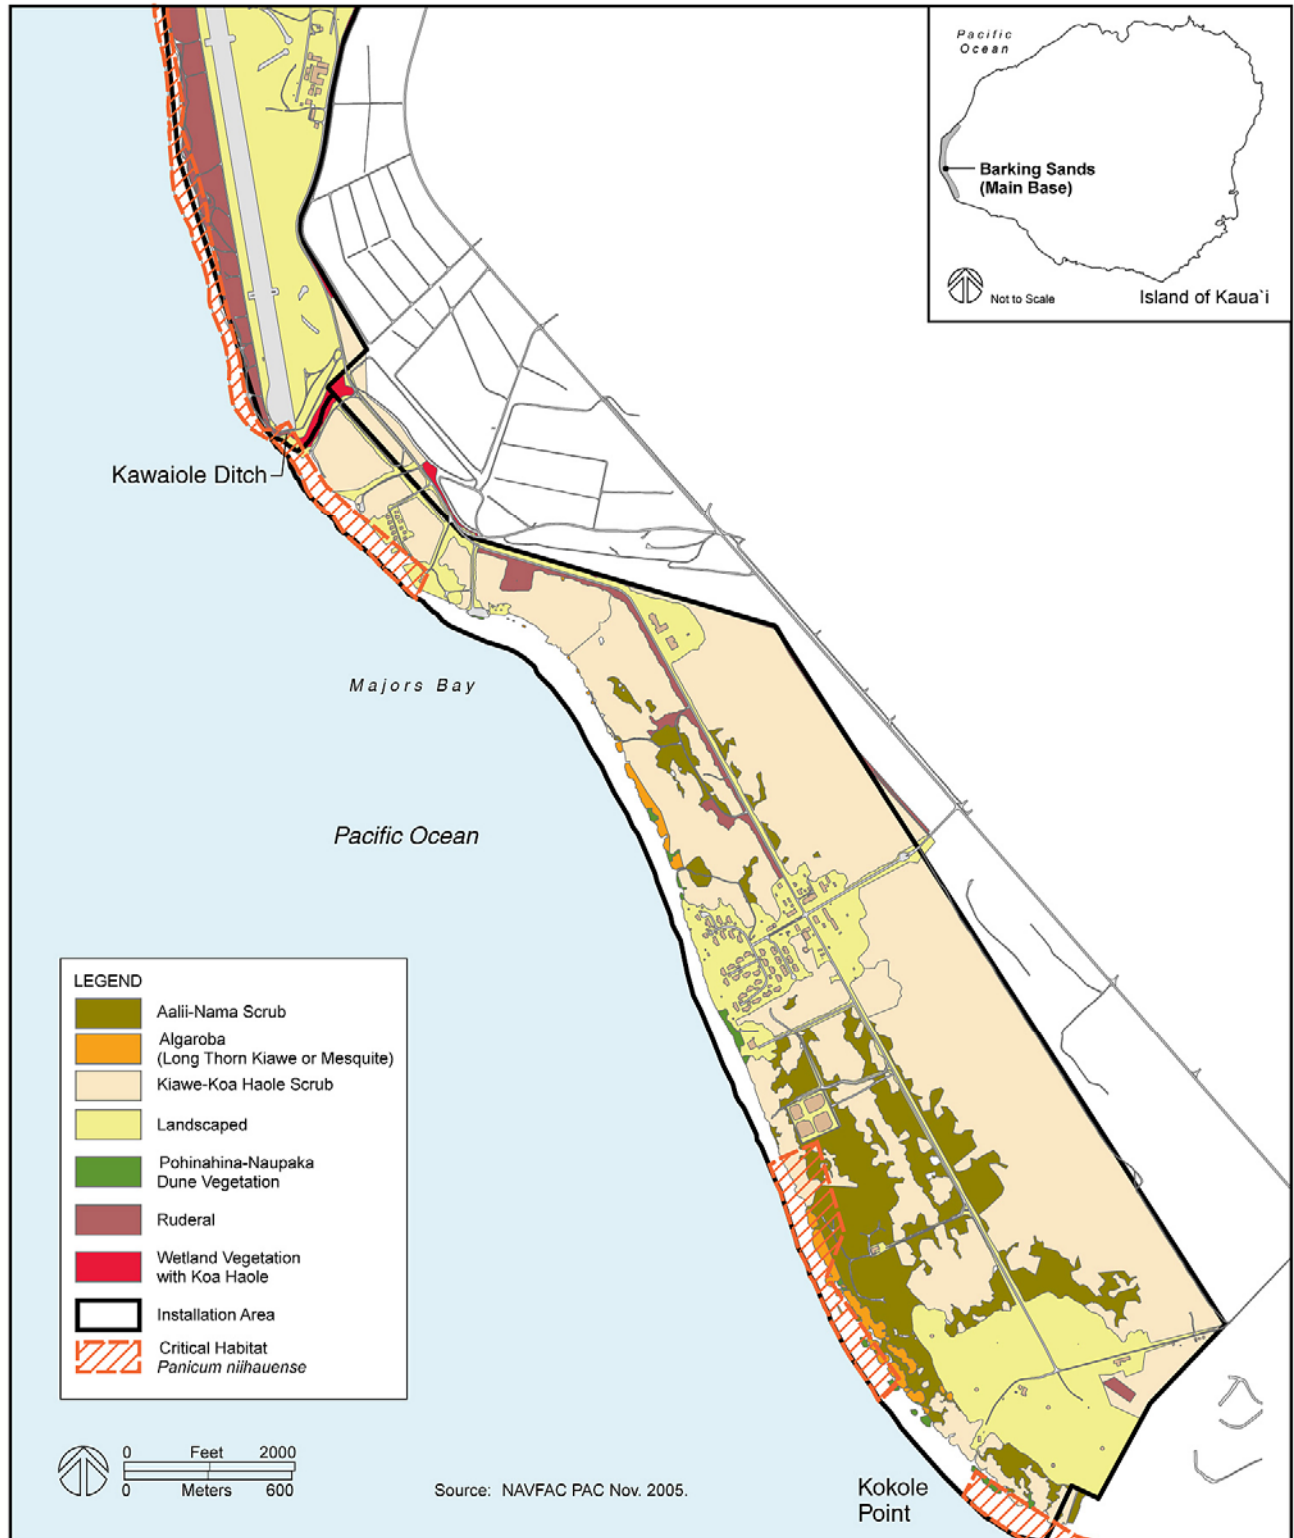 Pacific
Ocean
Barking Sands
(Main Base)
Not to Scale
Island of Kaua`i
Kawaiole Ditch
Majors Bay
Pacific Ocean
LEGEND
Aalii-Nama Scrub
Algaroba
(Long Thorn Kiawe or Mesquite)
Kiawe-Koa Haole Scrub
Landscaped
Pohinahina-Naupaka
Dune Vegetation
Ruderal
Wetland Vegetation
with Koa Haole
Installation Area
Critical Habitat
Panicum niihauense
0 Feet 2000
0 Meters 600
Source: NAVFAC PAC Nov. 2005.
Kokole
Point